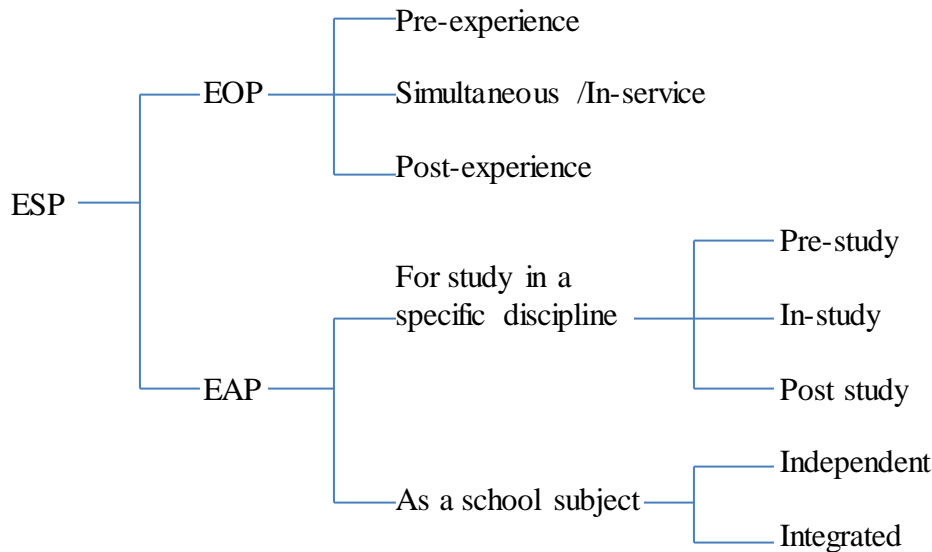 Pre-experience
EOP
Simultaneous /In-service
Post-experience
ESP
For study in a
specific discipline
Pre-study
In-study
Post study
EAP
As a school subject
Independent
Integrated